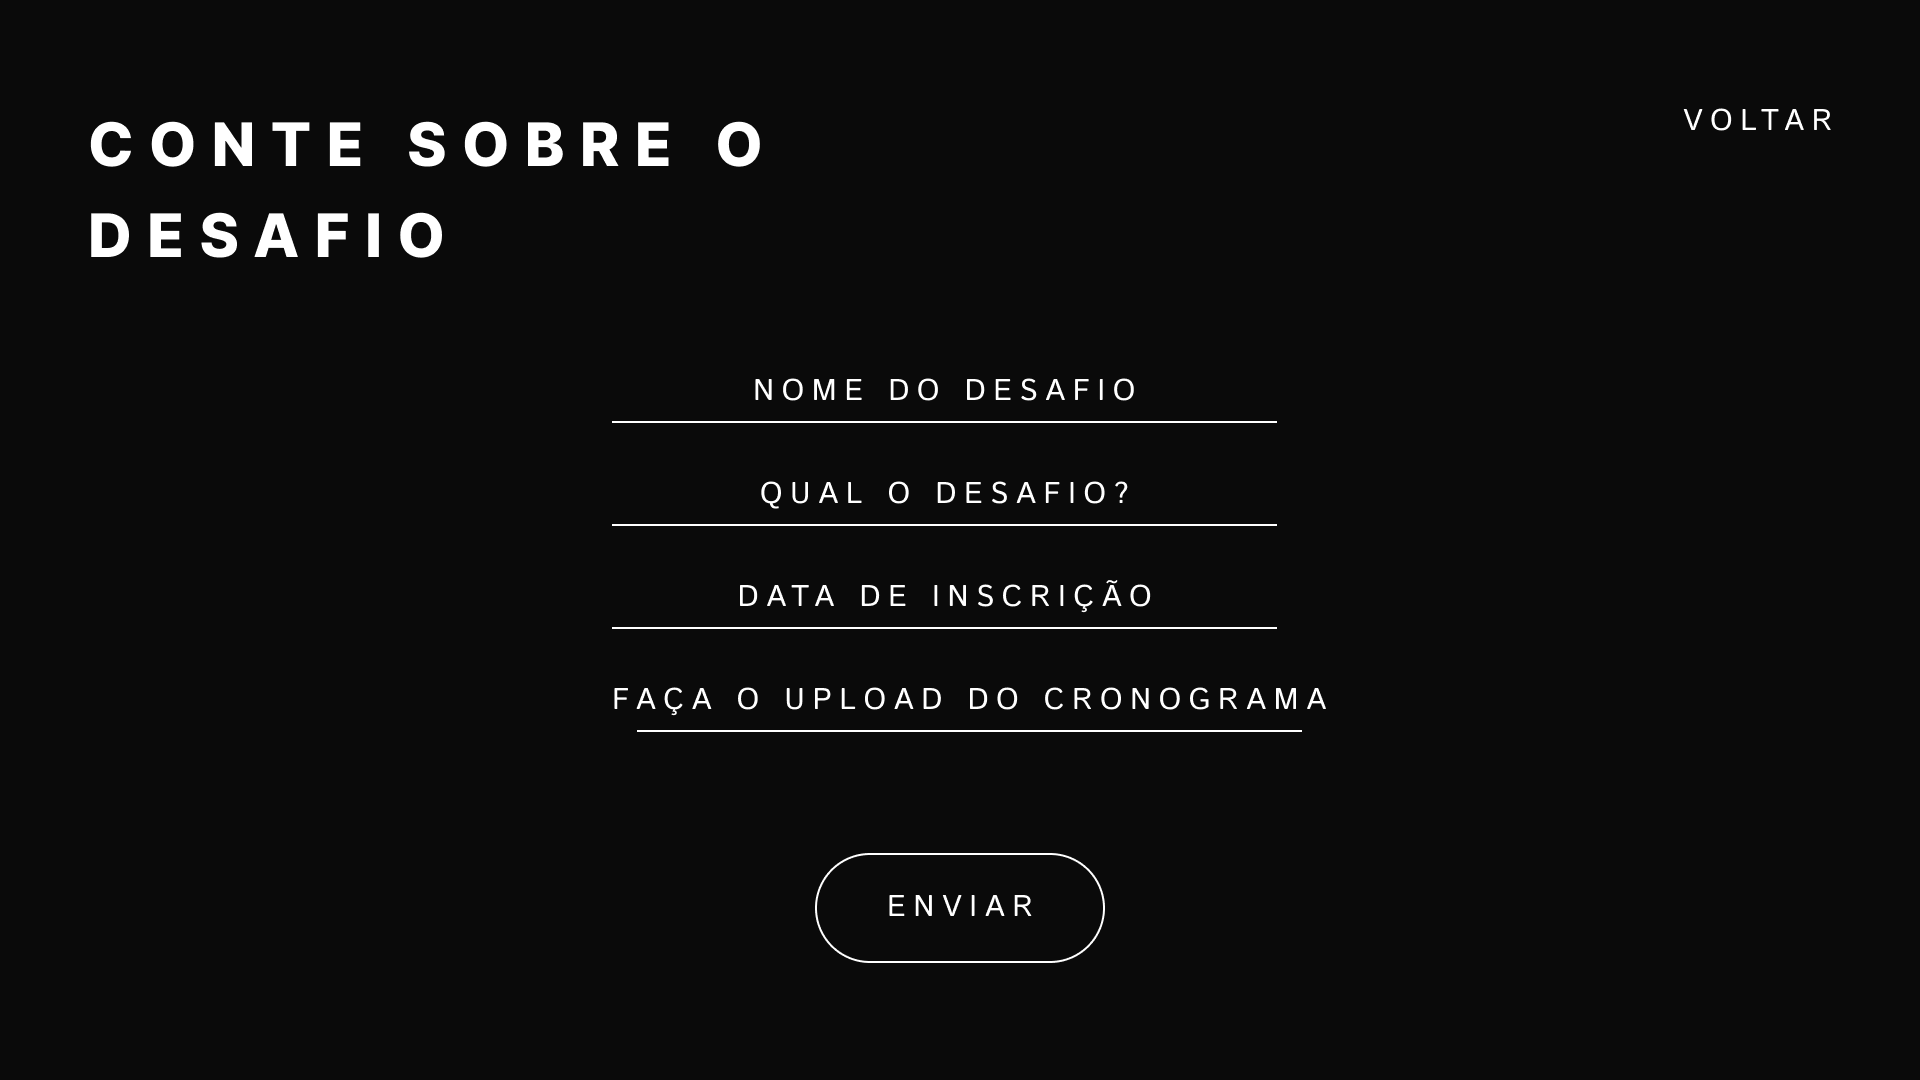 CONTE SOBRE O
DESAFIO
VOLTAR
NOME DO DESAFIO
QUAL O DESAFIO?
DATA DE INSCRIÇÃO
FAÇA O UPLOAD DO CRONOGRAMA
ENVIAR